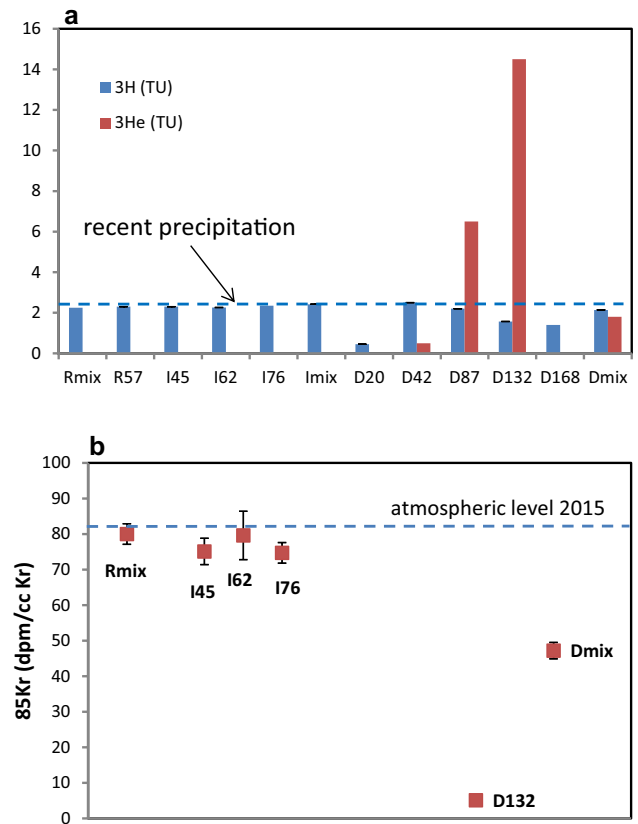 a
16
14
12
10
8
6
4
2
0
3H (TU)
3He (TU)
recent precipitation
Rmix R57 I45 I62 I76 Imix D20 D42 D87 D132 D168 Dmix
b
100
90
80
70
60
50
40
30
20
10
0
85Kr (dpm/cc Kr)
atmospheric level 2015
Rmix
I45
I62
I76
Dmix
D132